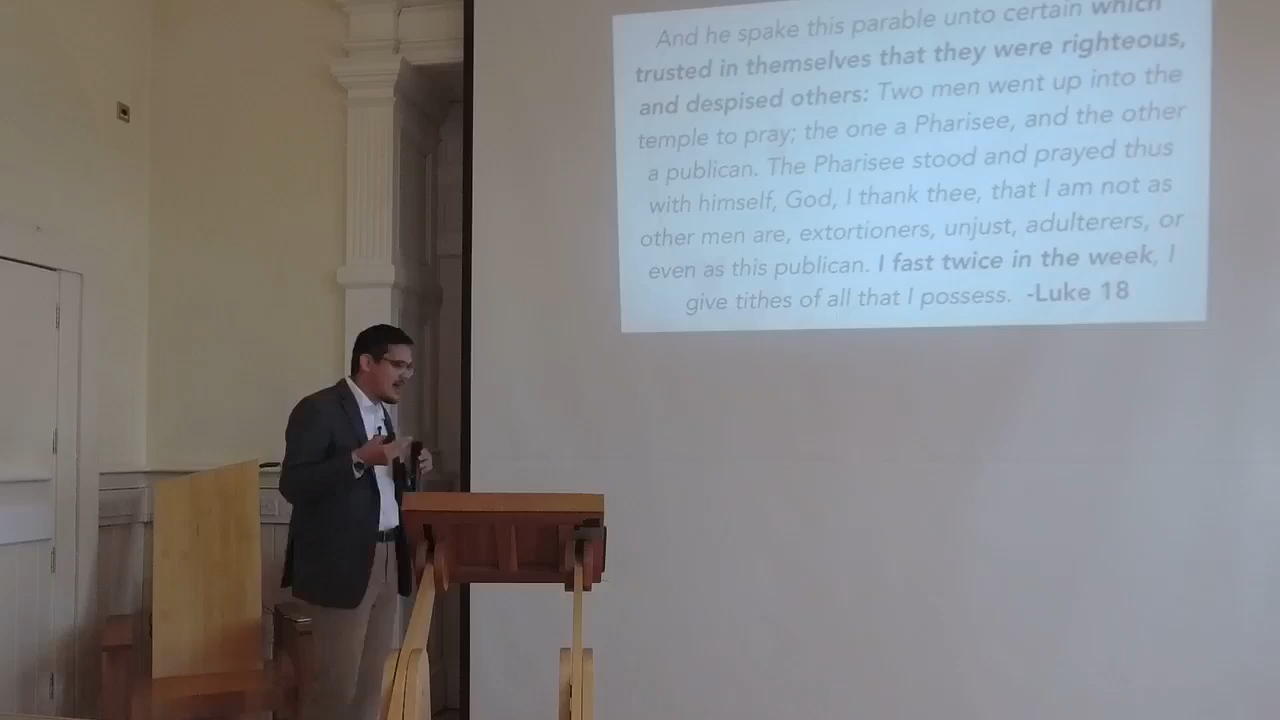 And he spake this parable unto certain which
trusted in themselves that they were righteous,
and despised others: Two men went up into the
temple to pray; the one a Pharisee, and the other
a publican. The Pharisee stood and prayed thus
with himself, God, I thank thee, that I am not as
other men are, extortioners, unjust, adulterers, or
even as this publican. I fast twice in the week, I
give tithes of all that I possess. -Luke 18